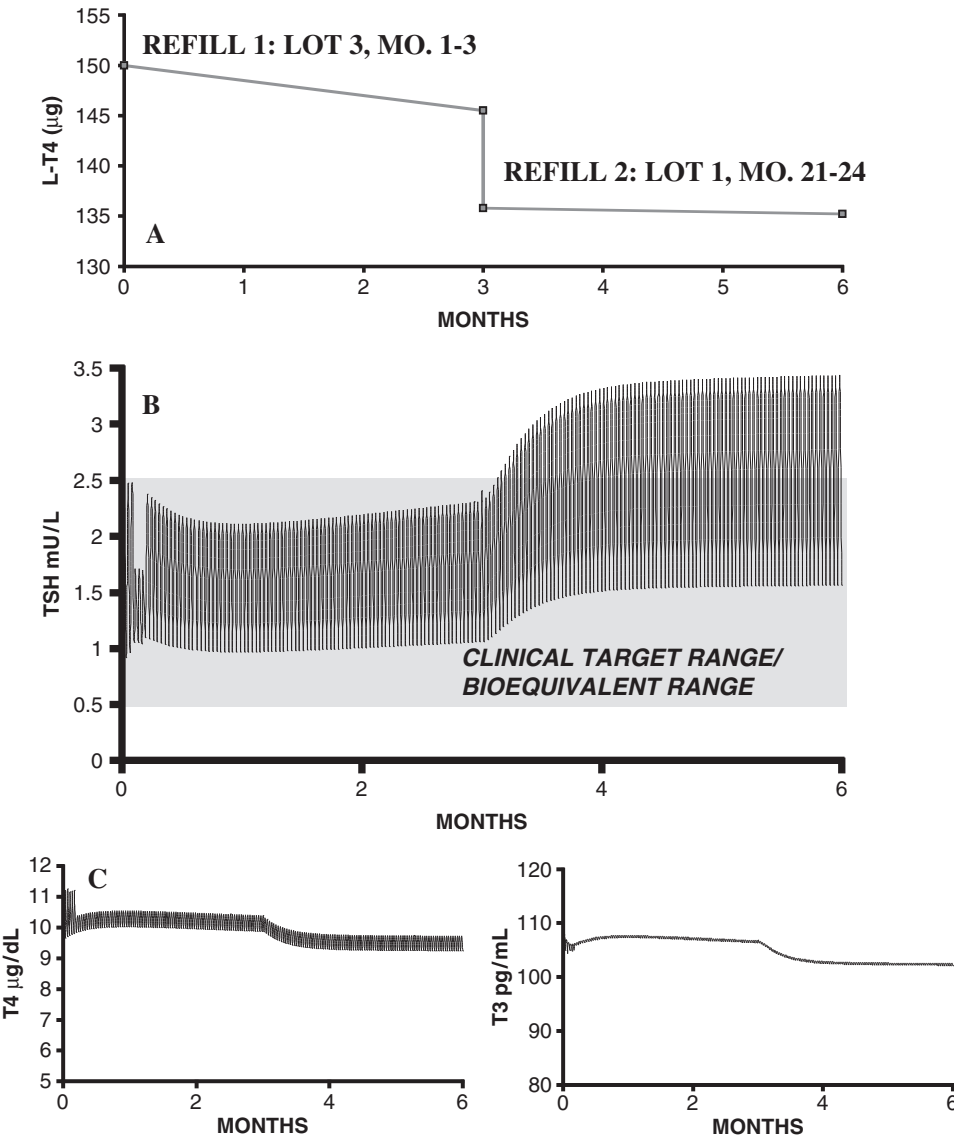 155
REFILL 1: LOT 3, MO. 1-3
150
145
140
135
130
L-T4 (µg)
REFILL 2: LOT 1, MO. 21-24
A
0 1 2 3 4 5 6
MONTHS
3.5
3
2.5
2
1.5
1
0.5
0
TSH mU/L
B
CLINICAL TARGET RANGE/
BIOEQUIVALENT RANGE
0 2 4 6
MONTHS
12
11
10
9
8
7
6
5
T4 µg/dL
C
0 2 4 6
MONTHS
120
110
100
90
80
T3 pg/mL
0 2 4 6
MONTHS